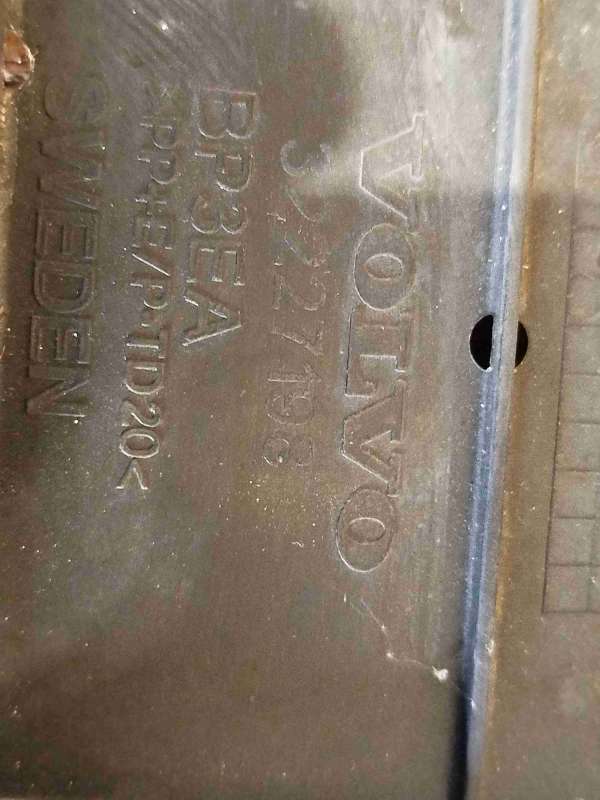 VOLVO
3227198
BP3EA
>PP+E/P-TD20<
SWEDEN